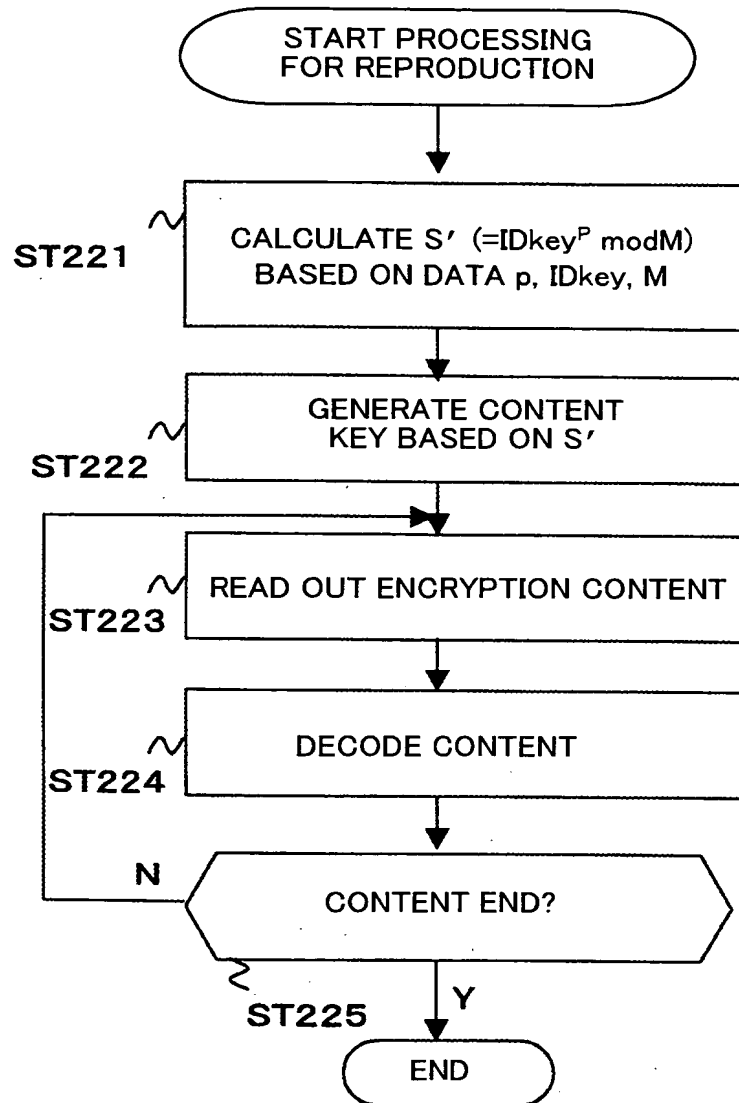 START PROCESSING
FOR REPRODUCTION
CALCULATE S′ (=IDkeyᴾ modM)
BASED ON DATA p, IDkey, M
ST221
GENERATE CONTENT
KEY BASED ON S′
ST222
READ OUT ENCRYPTION CONTENT
ST223
DECODE CONTENT
ST224
N
CONTENT END?
ST225
Y
END